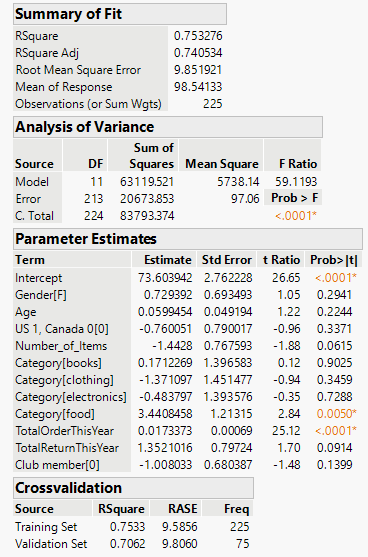 Summary of Fit
RSquare 0.753276
RSquare Adj 0.740534
Root Mean Square Error 9.851921
Mean of Response 98.54133
Observations (or Sum Wgts) 225
Analysis of Variance
Sum of
Source DF Squares Mean Square F Ratio
Model 11 63119.521 5738.14 59.1193
Error 213 20673.853 97.06 Prob > F
C. Total 224 83793.374 <.0001*
Parameter Estimates
Term Estimate Std Error t Ratio Prob>|t|
Intercept 73.603942 2.762228 26.65 <.0001*
Gender[F] 0.729392 0.693493 1.05 0.2941
Age 0.0599454 0.049194 1.22 0.2244
US 1, Canada 0[0] -0.760051 0.790017 -0.96 0.3371
Number_of_Items -1.4428 0.767593 -1.88 0.0615
Category[books] 0.1712269 1.396583 0.12 0.9025
Category[clothing] -1.371097 1.451477 -0.94 0.3459
Category[electronics] -0.483797 1.393576 -0.35 0.7288
Category[food] 3.4408458 1.21315 2.84 0.0050*
TotalOrderThisYear 0.0173373 0.00069 25.12 <.0001*
TotalReturnThisYear 1.3521016 0.79724 1.70 0.0914
Club member[0] -1.008033 0.680387 -1.48 0.1399
Crossvalidation
Source RSquare RASE Freq
Training Set 0.7533 9.5856 225
Validation Set 0.7062 9.8060 75